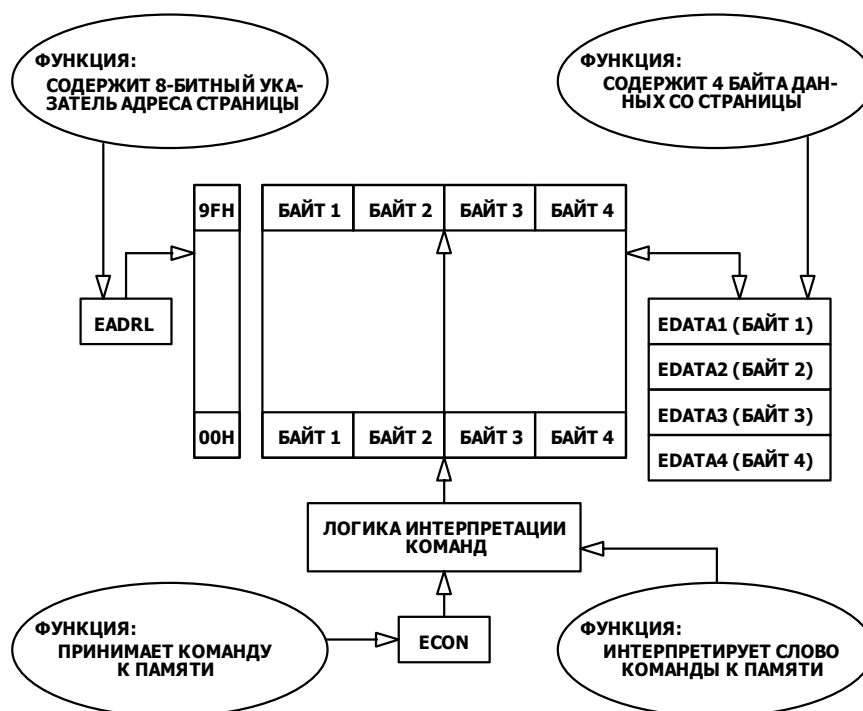 ФУНКЦИЯ:
СОДЕРЖИТ 8-БИТНЫЙ УКА-
ЗАТЕЛЬ АДРЕСА СТРАНИЦЫ
ФУНКЦИЯ:
СОДЕРЖИТ 4 БАЙТА ДАН-
НЫХ СО СТРАНИЦЫ
9FH
БАЙТ 1
БАЙТ 2
БАЙТ 3
БАЙТ 4
EADRL
EDATA1 (БАЙТ 1)
EDATA2 (БАЙТ 2)
EDATA3 (БАЙТ 3)
EDATA4 (БАЙТ 4)
00H
БАЙТ 1
БАЙТ 2
БАЙТ 3
БАЙТ 4
ЛОГИКА ИНТЕРПРЕТАЦИИ
КОМАНД
ФУНКЦИЯ:
ПРИНИМАЕТ КОМАНДУ
К ПАМЯТИ
ECON
ФУНКЦИЯ:
ИНТЕРПРЕТИРУЕТ СЛОВО
КОМАНДЫ К ПАМЯТИ